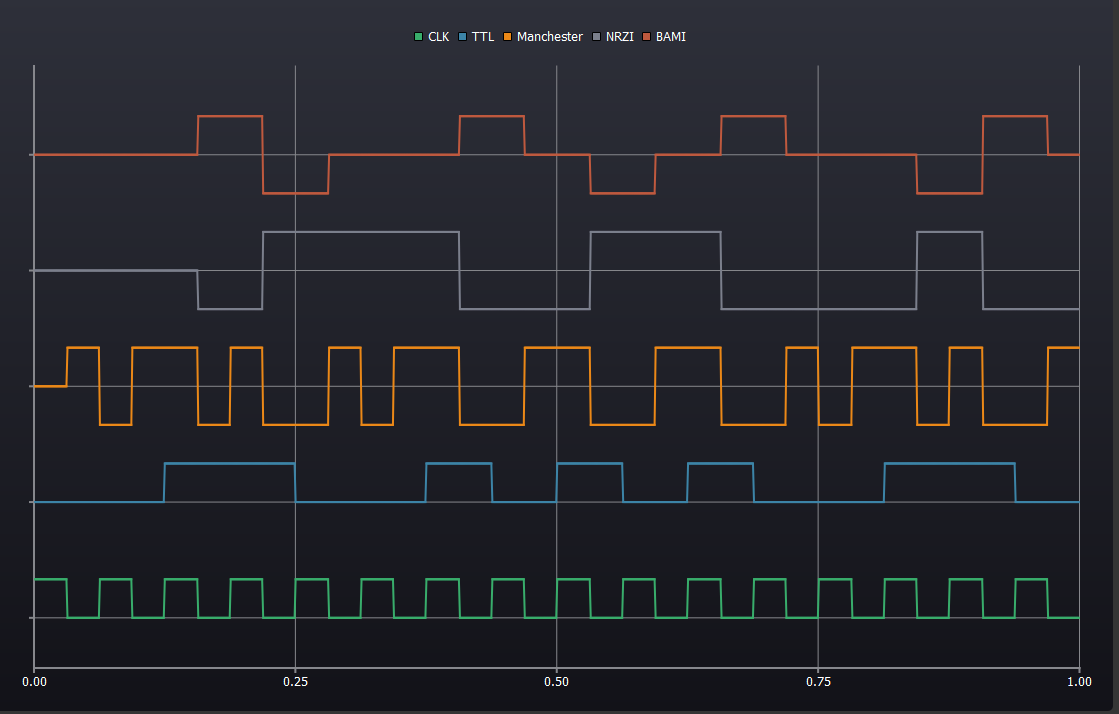 CLK TTL Manchester NRZI BAMI
0.00 0.25 0.50 0.75 1.00